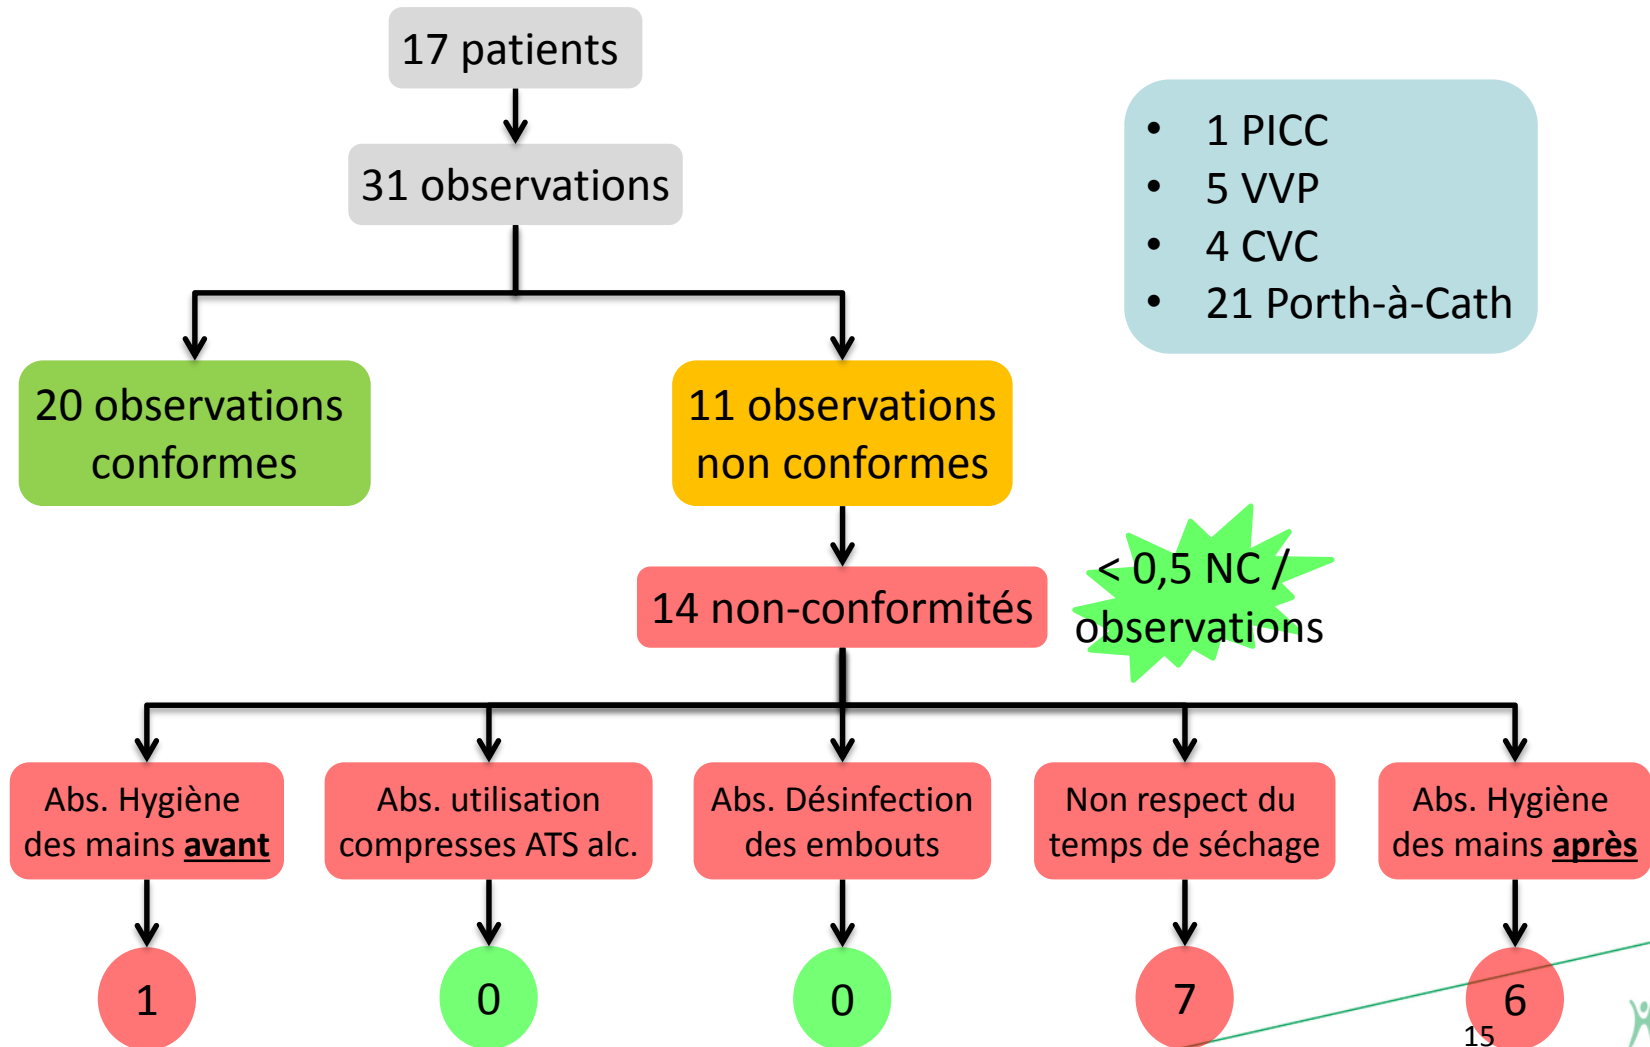 17 patients
31 observations
• 1 PICC
• 5 VVP
• 4 CVC
• 21 Porth-à-Cath
20 observations
conformes
11 observations
non conformes
14 non-conformités
< 0,5 NC /
observations
Abs. Hygiène
des mains avant
Abs. utilisation
compresses ATS alc.
Abs. Désinfection
des embouts
Non respect du
temps de séchage
Abs. Hygiène
des mains après
1
0
0
7
6
15